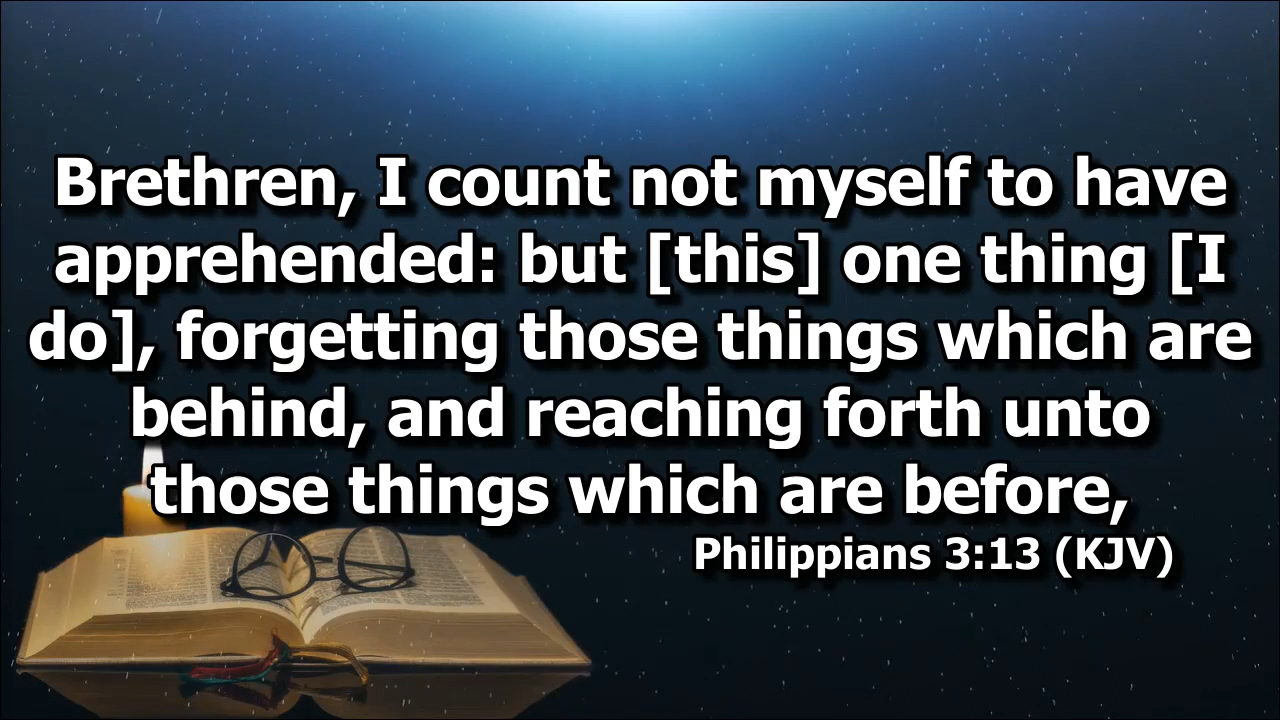 Brethren, I count not myself to have
apprehended: but [this] one thing [I
do], forgetting those things which are
behind, and reaching forth unto
those things which are before,
Philippians 3:13 (KJV)